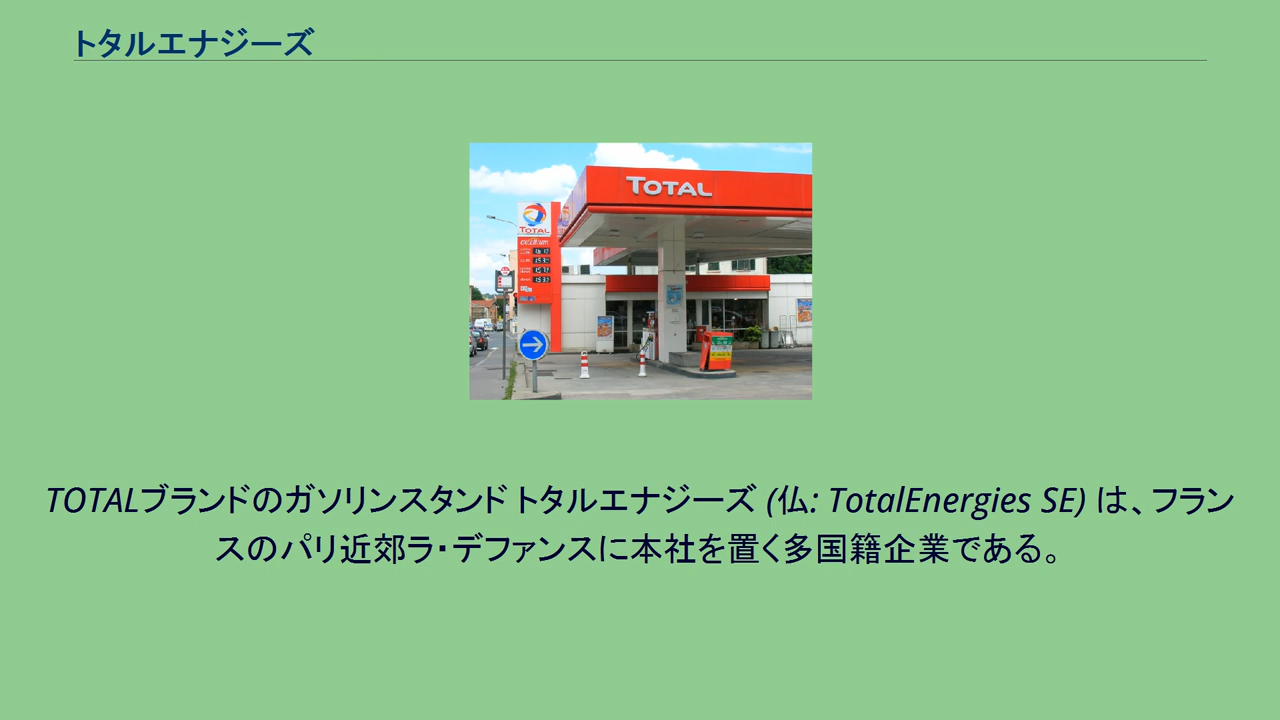 トタルエナジーズ
TOTAL
TOTAL
TOTALブランドのガソリンスタンド トタルエナジーズ (仏: TotalEnergies SE) は、フラン
スのパリ近郊ラ・デファンスに本社を置く多国籍企業である。